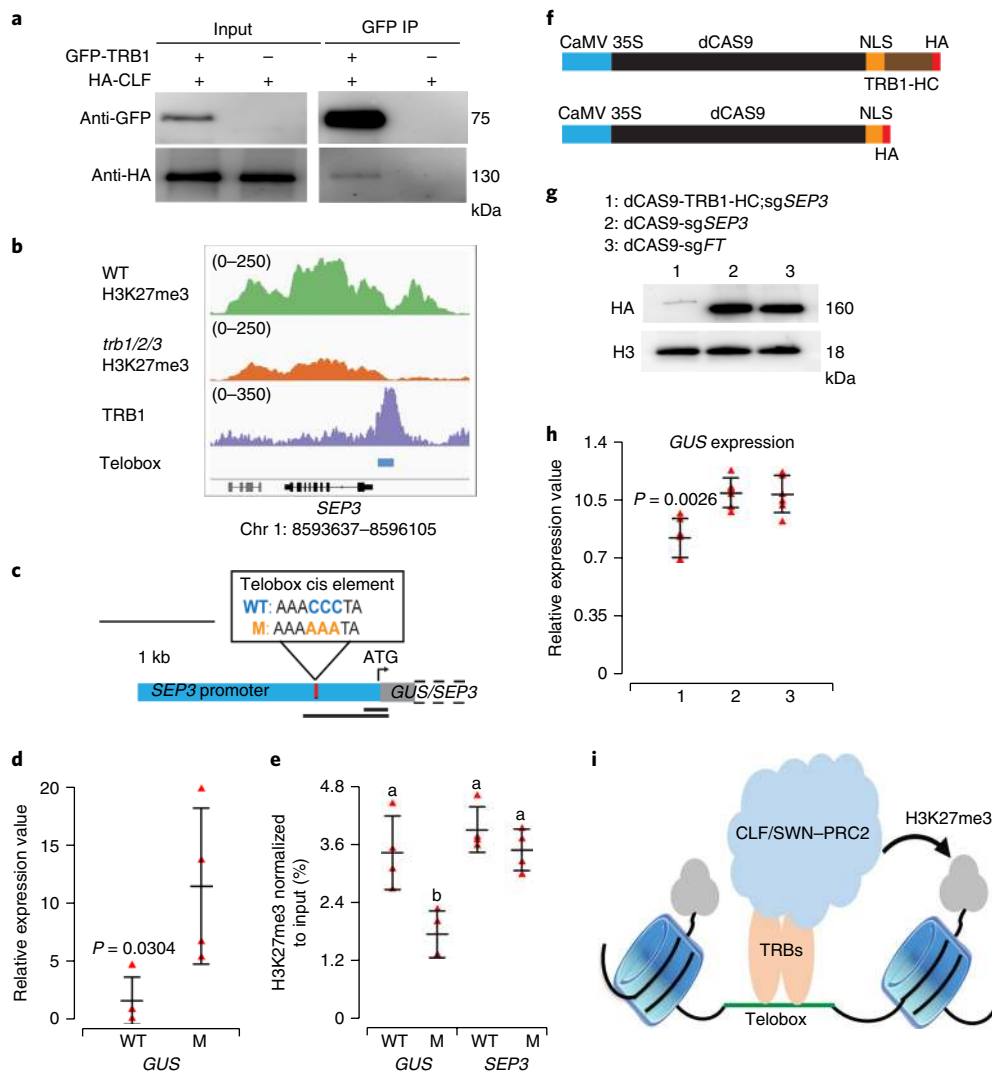 a
Input
GFP IP
GFP-TRB1 + − + −
HA-CLF + + + +
Anti-GFP 75
Anti-HA 130
kDa
b
WT
H3K27me3
(0–250)
trb1/2/3
H3K27me3
(0–250)
TRB1
(0–350)
Telobox
SEP3
Chr 1: 8593637–8596105
c
Telobox cis element
WT: AAACCCTA
M: AAAAAATA
1 kb
ATG
SEP3 promoter
GUS/SEP3
d
Relative expression value
20
15
10
5
0
P = 0.0304
WT M
GUS
e
H3K27me3 normalized
to input (%)
4.8
3.6
2.4
1.2
0
a
b
a
a
WT M WT M
GUS SEP3
f
CaMV 35S dCAS9 NLS HA
TRB1-HC
CaMV 35S dCAS9 NLS
HA
g
1: dCAS9-TRB1-HC;sgSEP3
2: dCAS9-sgSEP3
3: dCAS9-sgFT
1 2 3
HA 160
H3 18
kDa
h
GUS expression
Relative expression value
1.4
10.5
0.7
0.35
0
P = 0.0026
1 2 3
i
CLF/SWN–PRC2
H3K27me3
TRBs
Telobox